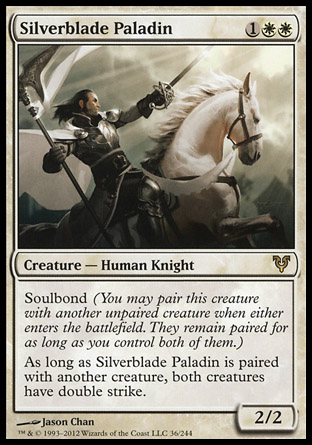 Silverblade Paladin 1
Creature — Human Knight
Soulbond (You may pair this creature
with another unpaired creature when either
enters the battlefield. They remain paired for
as long as you control both of them.)
As long as Silverblade Paladin is paired
with another creature, both creatures
have double strike.
Jason Chan
™ & © 1993–2012 Wizards of the Coast LLC 36/244
2/2